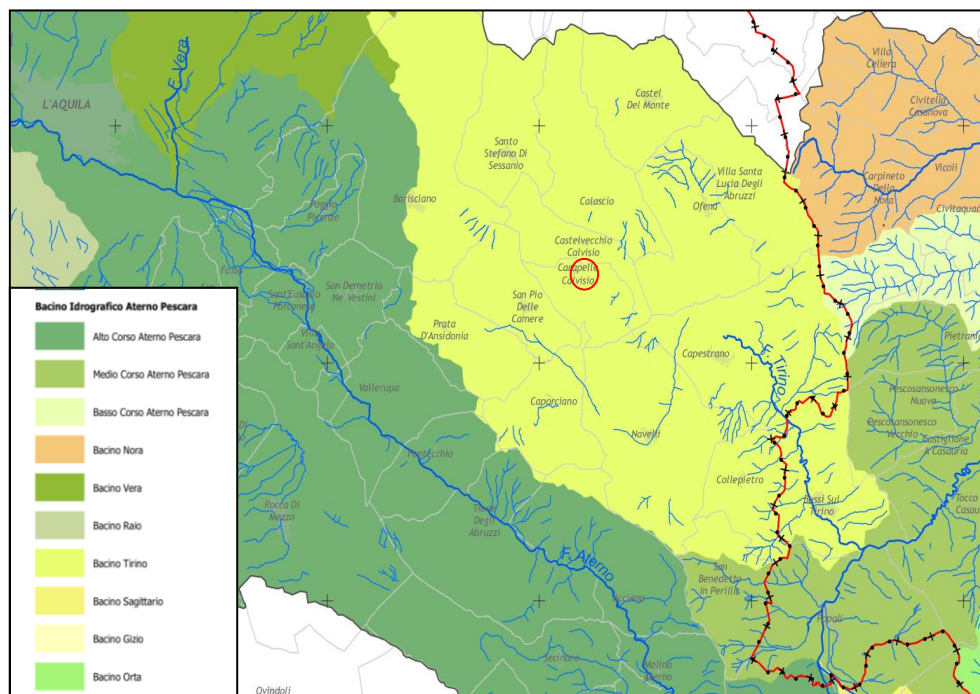 Villa
Celiera
F. Vera
Castel
Del Monte
Civitella
Casanova
L'AQUILA
Santo
Stefano Di
Sessanio
Vicoli
Villa Santa
Lucia Degli
Abruzzi
Carpineto
Della
Nora
Barisciano
Poggio
Picenze
Calascio
Ofena
Civitaquad
Castelvecchio
Calvisio
Carapelle
Calvisio
Fossa
San Demetrio
Ne' Vestini
Sant'Eusanio
Forconese
San Pio
Delle
Camere
Prata
D'Ansidonia
Villa
Sant'Angelo
Pietrani
Capestrano
F. Tirino
Vallecupa
Caporciano
Pescosansonesco
Nuovo
Pescosansonesco
Vecchio
Castiglione
A Casauria
Navelli
Fontecchio
Collepietro
Rocca Di
Mezzo
Bussi Sul
Tirino
Tocco
Casau
Tione
Degli
Abruzzi
F. Aterno
San
Benedetto
In Perillis
Acciano
Popoli
Secinara
Molina
Aterno
Ovindoli
Bacino Idrografico Aterno Pescara
Alto Corso Aterno Pescara
Medio Corso Aterno Pescara
Basso Corso Aterno Pescara
Bacino Nora
Bacino Vera
Bacino Raio
Bacino Tirino
Bacino Sagittario
Bacino Gizio
Bacino Orta